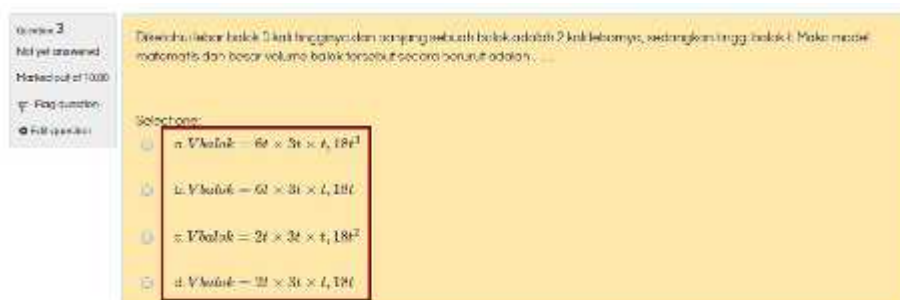 Question 3
Not yet answered
Marked out of 10.00
Flag question
Edit question
Diketahui lebar balok 3 kali tingginya dan panjang sebuah balok adalah 2 kali lebarnya, sedangkan tinggi balok t. Maka model
matematis dan besar volume balok tersebut secara berurut adalah....
Select one:
a. Vbalok = 6t × 3t × t, 18t³
b. Vbalok = 6t × 3t × t, 18t
c. Vbalok = 2t × 3t × t, 18t²
d. Vbalok = 2t × 3t × t, 18t